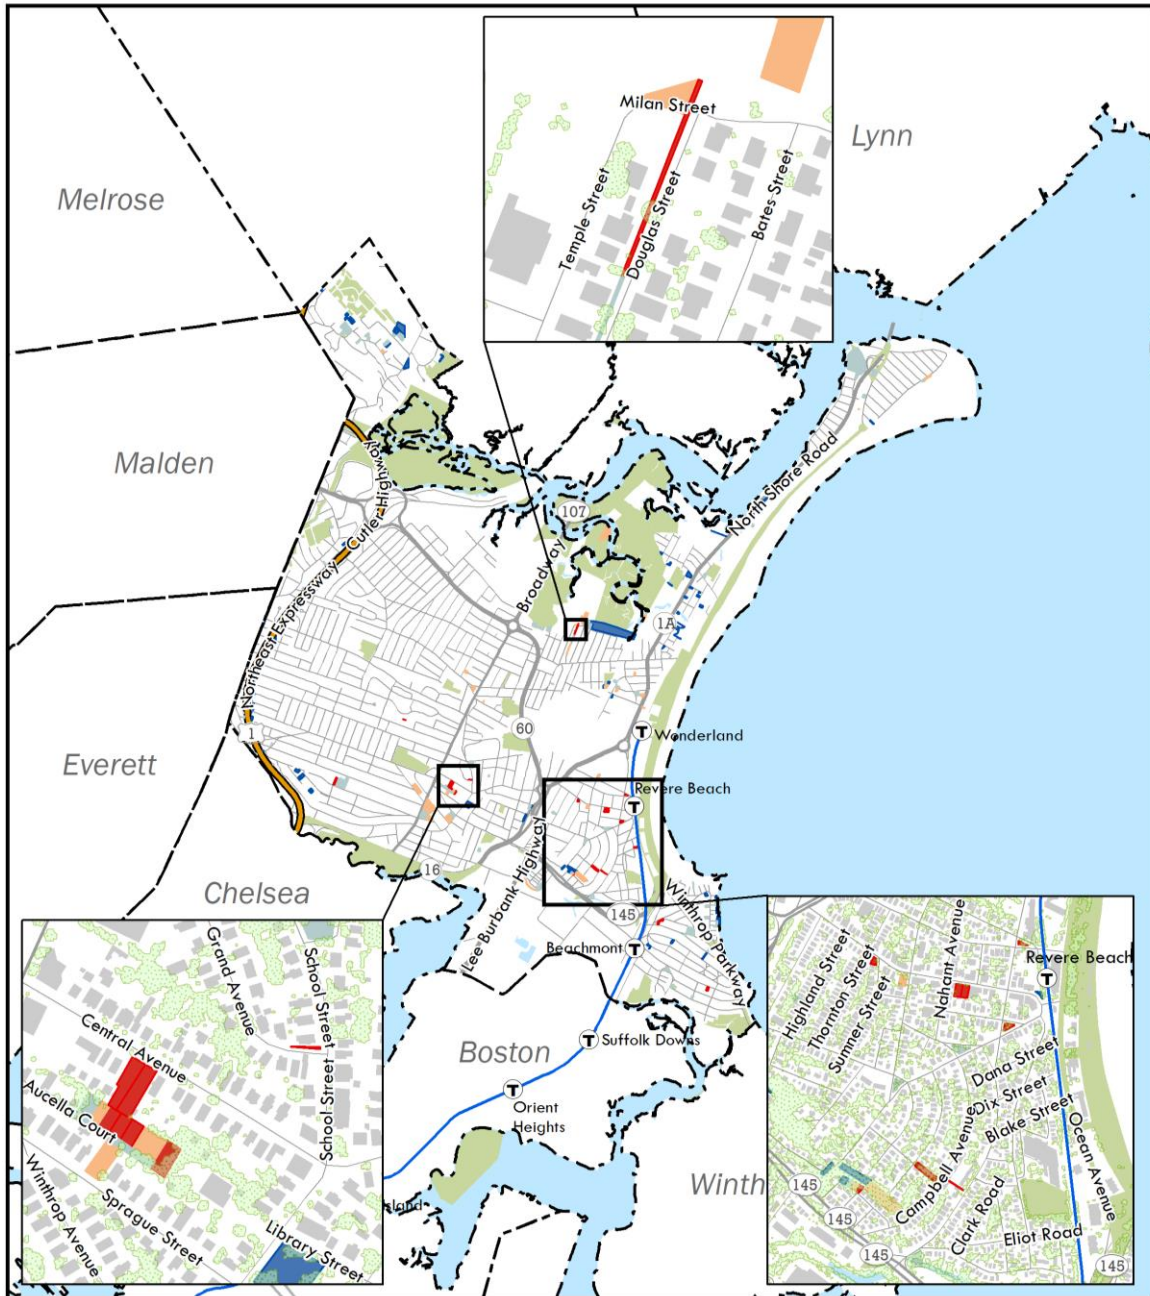 Milan Street
Temple Street
Douglas Street
Bates Street
Lynn
Melrose
Malden
Everett
Chelsea
Boston
Winth
Northeast Expressway
Cutler Highway
Broadway
107
North Shore Road
1A
60
1
16
145
Wonderland
T
Revere Beach
T
Lee Burbank Highway
Winthrop Parkway
Beachmont
T
Suffolk Downs
T
Orient
Heights
T
island
Grand Avenue
School Street
School Street
Central Avenue
Aucella Court
Winthrop Avenue
Sprague Street
Library Street
Highland Street
Thornton Street
Sumner Street
Nahant Avenue
Revere Beach
T
Dana Street
Dix Street
Blake Street
Campbell Avenue
Clark Road
Eliot Road
Ocean Avenue
145
145
145
145